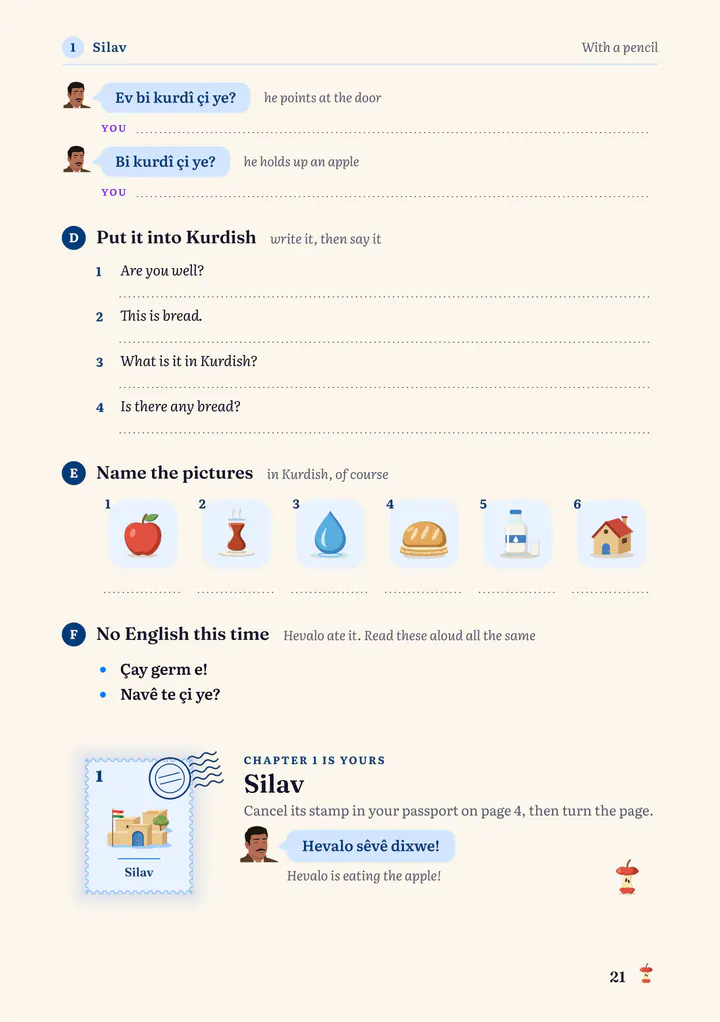 1 Silav With a pencil
Ev bi kurdî çi ye? he points at the door
YOU
Bi kurdî çi ye? he holds up an apple
YOU
D Put it into Kurdish write it, then say it
1 Are you well?
2 This is bread.
3 What is it in Kurdish?
4 Is there any bread?
E Name the pictures in Kurdish, of course
1 2 3 4 5 6
F No English this time Hevalo ate it. Read these aloud all the same
• Çay germ e!
• Navê te çi ye?
1
Silav
CHAPTER 1 IS YOURS
Silav
Cancel its stamp in your passport on page 4, then turn the page.
Hevalo sêvê dixwe!
Hevalo is eating the apple!
21